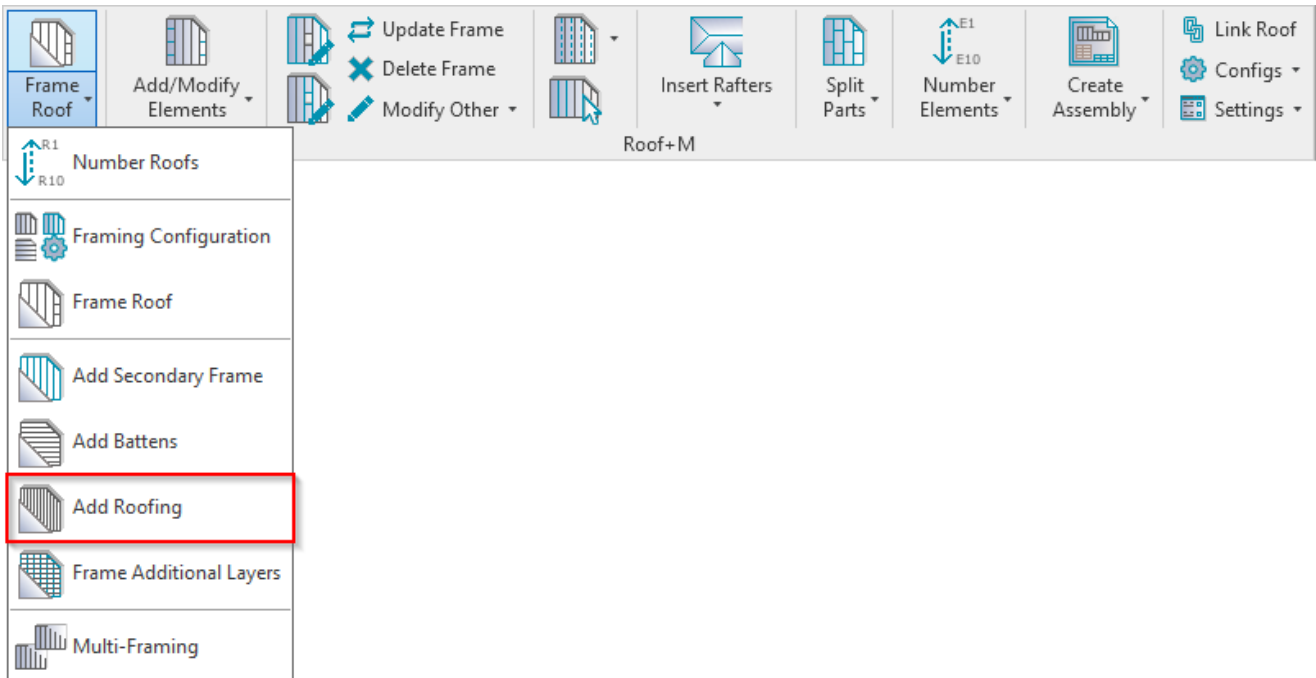 Frame
Roof
Add/Modify
Elements
Update Frame
Delete Frame
Modify Other
Insert Rafters
Split
Parts
E1
E10
Number
Elements
Create
Assembly
Link Roof
Configs
Settings
Roof+M
R1
R10
Number Roofs
Framing Configuration
Frame Roof
Add Secondary Frame
Add Battens
Add Roofing
Frame Additional Layers
Multi-Framing